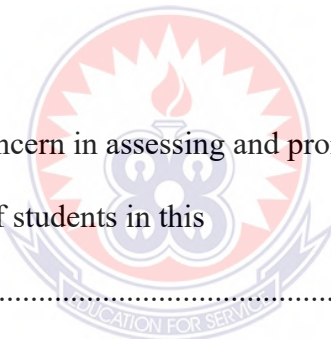 ncern in assessing and pro
f students in this
....................................................
EDUCATION FOR SERVICE